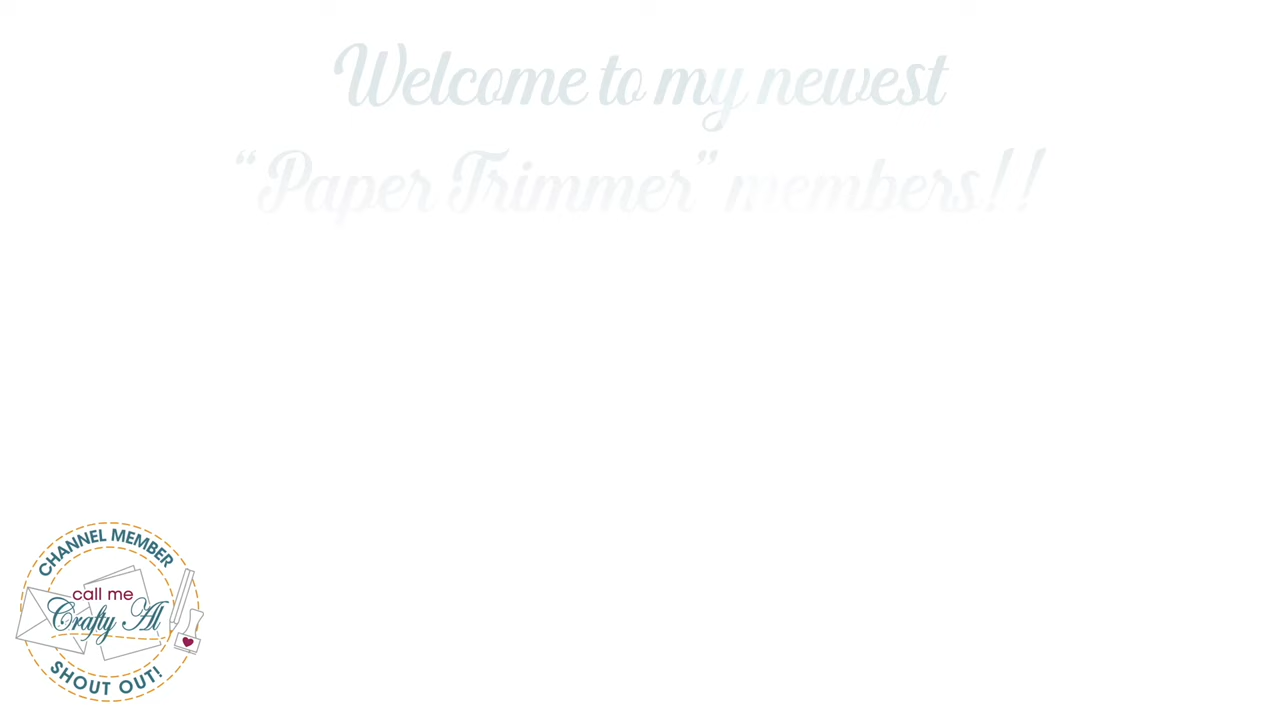 Welcome to my newest
“Paper Trimmer” members!!
CHANNEL MEMBER
call me
Crafty Al
SHOUT OUT!